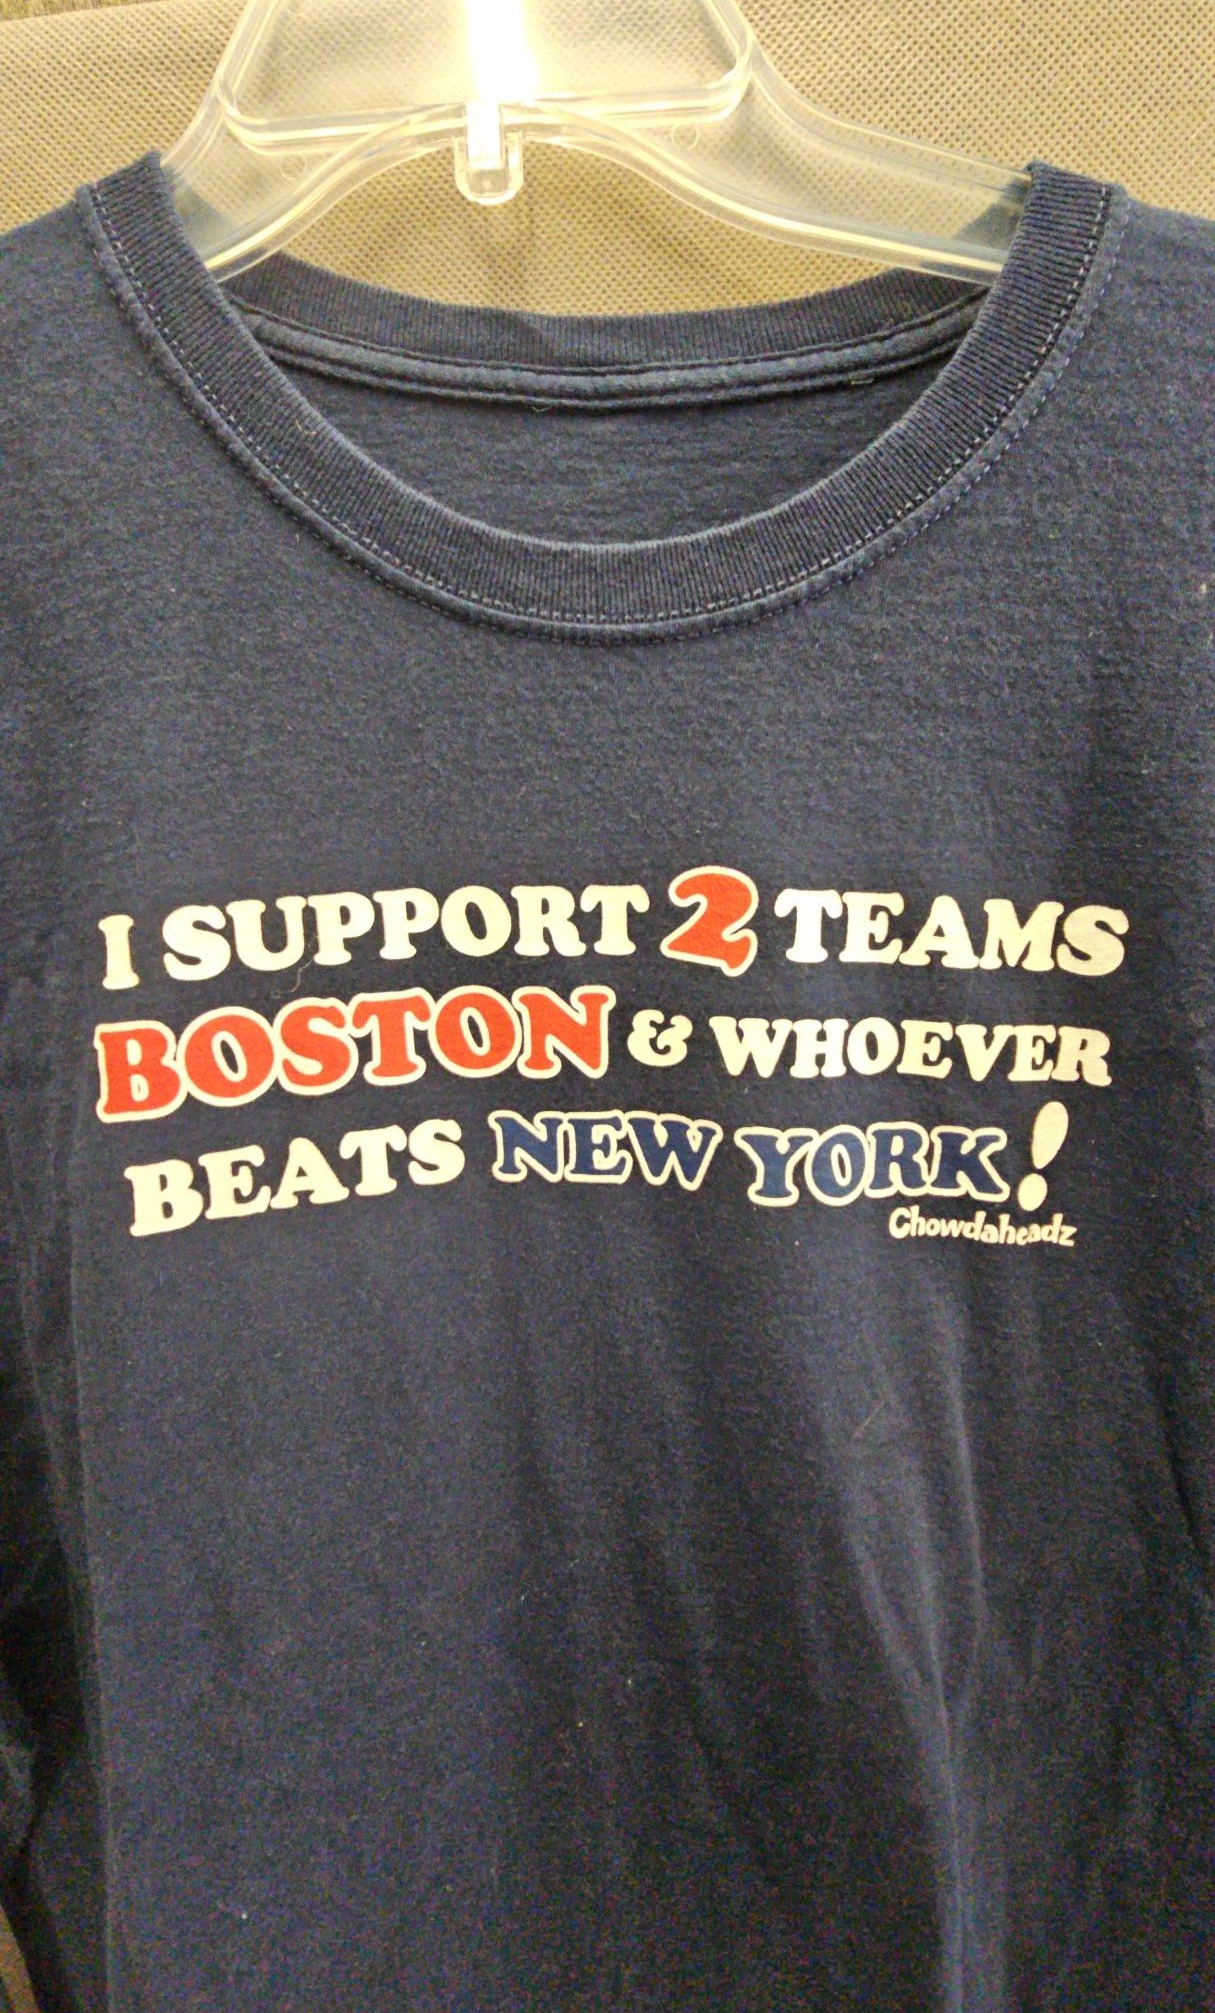 I SUPPORT 2 TEAMS
BOSTON & WHOEVER
BEATS NEW YORK!
Chowdaheadz